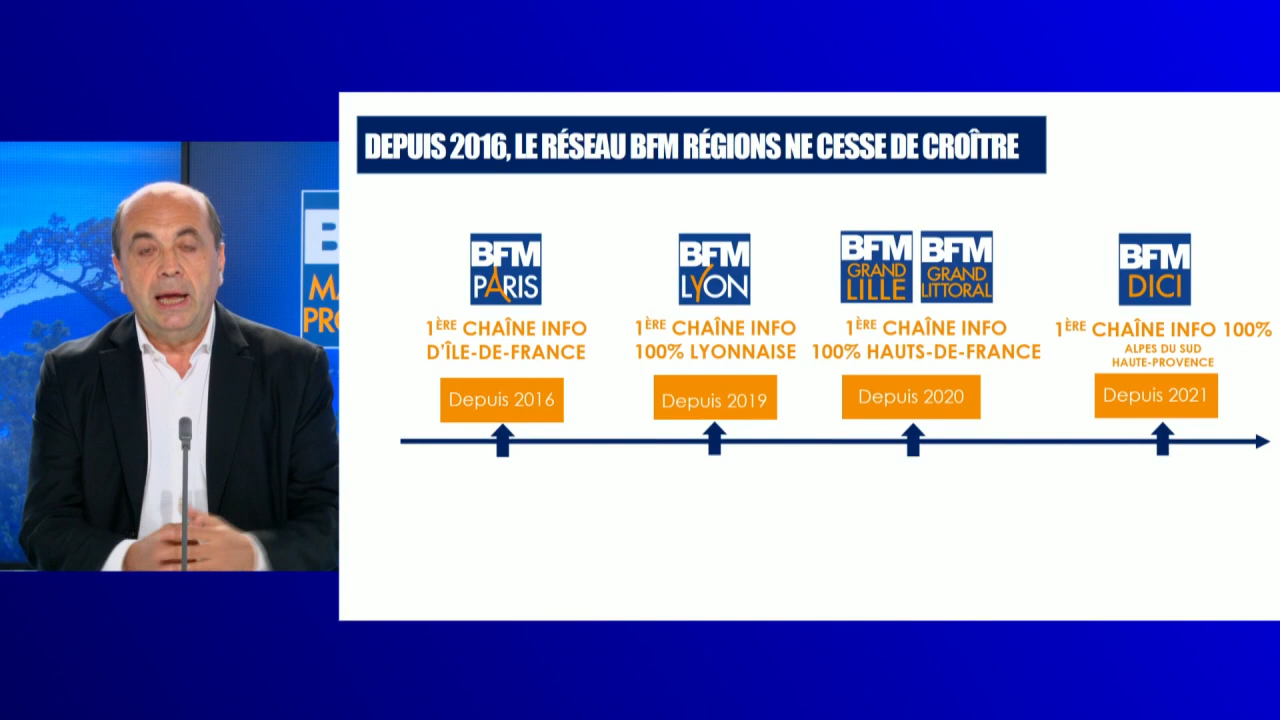 DEPUIS 2016, LE RÉSEAU BFM RÉGIONS NE CESSE DE CROÎTRE
BFM
PARIS
1ÈRE CHAÎNE INFO
D'ÎLE-DE-FRANCE
Depuis 2016
BFM
LYON
1ÈRE CHAÎNE INFO
100% LYONNAISE
Depuis 2019
BFM
GRAND
LILLE
BFM
GRAND
LITTORAL
1ÈRE CHAÎNE INFO
100% HAUTS-DE-FRANCE
Depuis 2020
BFM
DICI
1ÈRE CHAÎNE INFO 100%
ALPES DU SUD
HAUTE-PROVENCE
Depuis 2021